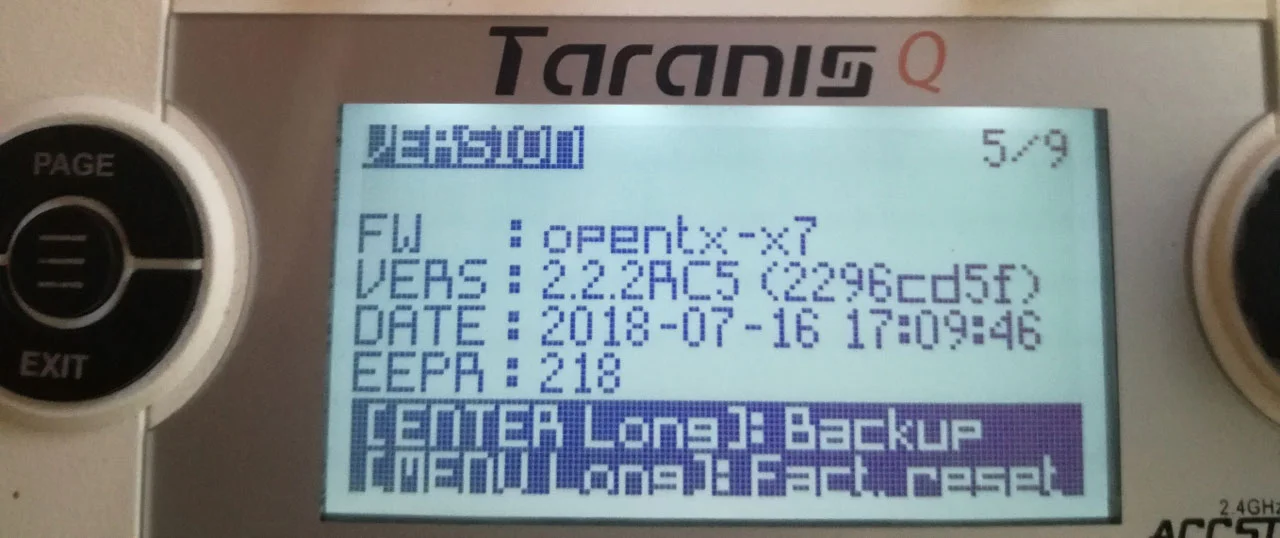 Taranis Q
VERSION 5/9
PAGE
FW : opentx-x7
VERS : 2.2.2RC5 (2296cd5f)
DATE : 2018-07-16 17:09:46
EEPR : 218
EXIT
[ENTER Long]: Backup
[MENU Long]: Fact. reset
2.4GHz